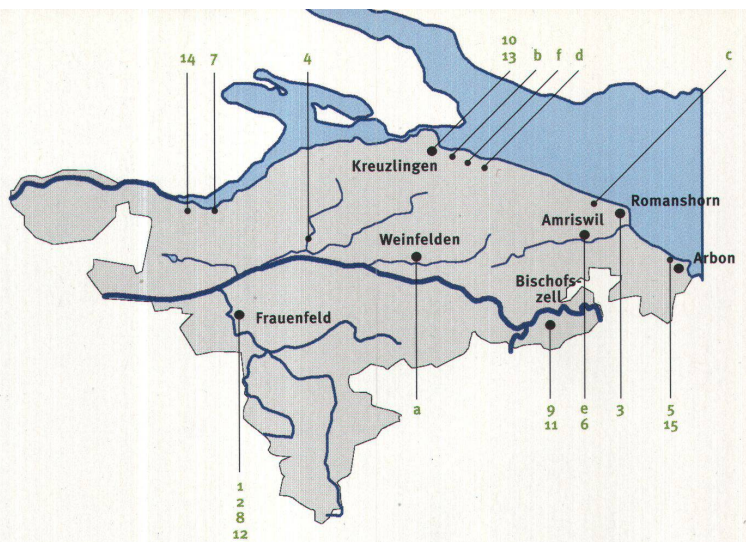 10
14 7 4 13 b f d c
Kreuzlingen
Romanshorn
Amriswil
Weinfelden
Arbon
Bischofs-
zell
Frauenfeld
a 9 e 3 5
11 6 15
1
2
8
12